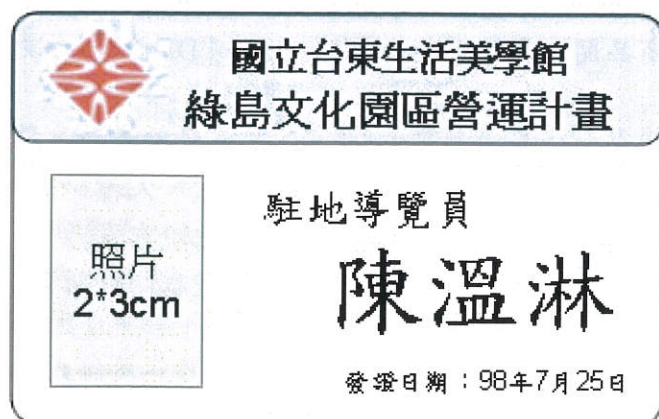 國立台東生活美學館
綠島文化園區營運計畫
駐地導覽員
照片
2*3cm
陳溫淋
發證日期：98年7月25日